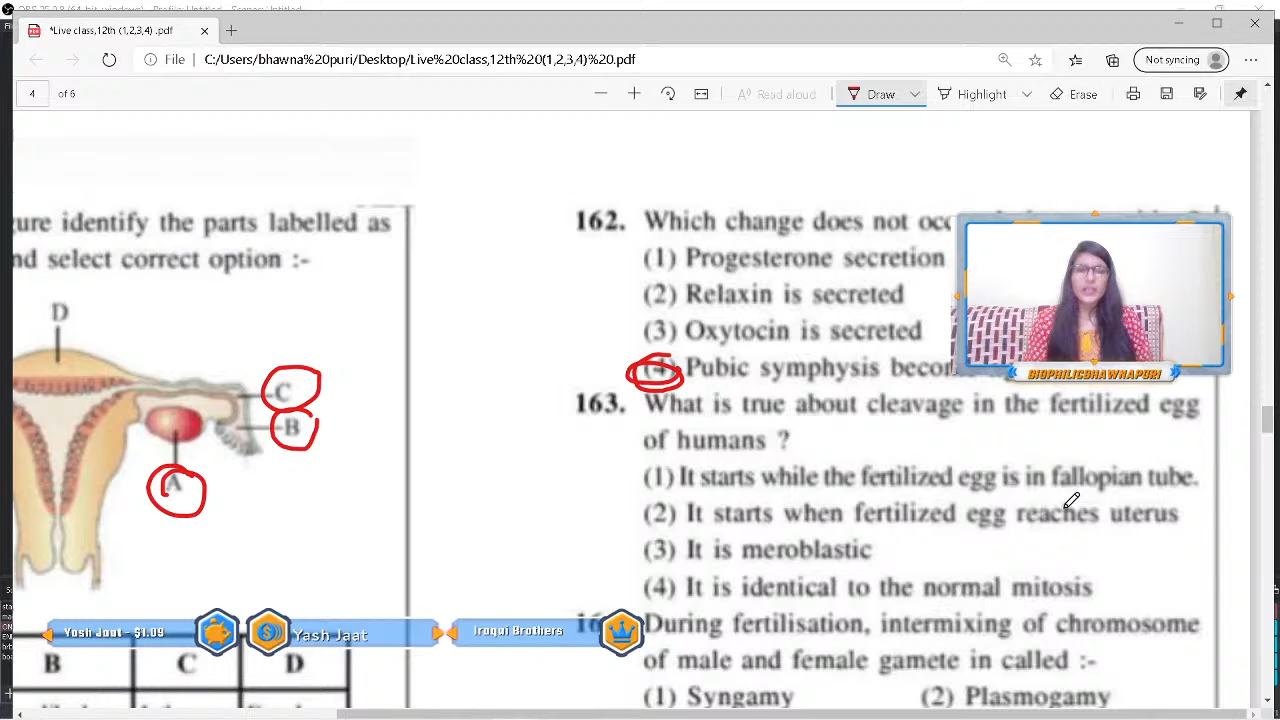 *Live class,12th (1,2,3,4) .pdf
File
C:/Users/bhawna%20puri/Desktop/Live%20class,12th%20(1,2,3,4)%20.pdf
Not syncing
4 of 6
Read aloud
Draw
Highlight
Erase
ure identify the parts labelled as
nd select correct option :-
D
C
B
A
B C D
162. Which change does not occ
(1) Progesterone secretion
(2) Relaxin is secreted
(3) Oxytocin is secreted
(4) Pubic symphysis becom
BIOPHILICBHAWNAPURI
163. What is true about cleavage in the fertilized egg
of humans ?
(1) It starts while the fertilized egg is in fallopian tube.
(2) It starts when fertilized egg reaches uterus
(3) It is meroblastic
(4) It is identical to the normal mitosis
During fertilisation, intermixing of chromosome
of male and female gamete in called :-
(1) Syngamy (2) Plasmogamy
Yash Jaat - $1.09
Yash Jaat
Iraqui Brothers